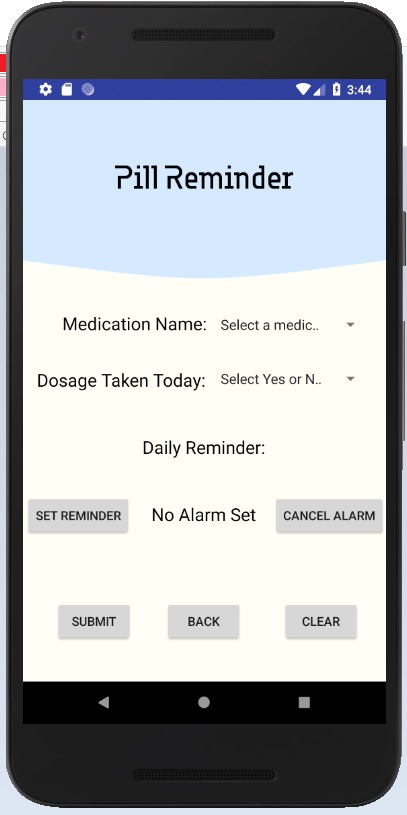 3:44
Pill Reminder
Medication Name: Select a medic..
Dosage Taken Today: Select Yes or N..
Daily Reminder:
SET REMINDER No Alarm Set CANCEL ALARM
SUBMIT BACK CLEAR